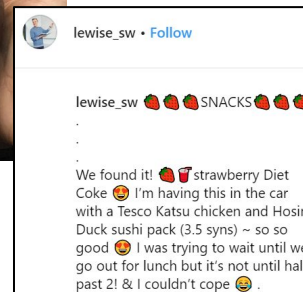 lewise_sw • Follow
lewise_sw 🍓🍓🍓SNACKS🍓🍓🍓
.
.
.
We found it! 🍓🥤strawberry Diet
Coke 😍 I'm having this in the car
with a Tesco Katsu chicken and Hosin
Duck sushi pack (3.5 syns) ~ so so
good 😍 I was trying to wait until we
go out for lunch but it's not until hal
past 2! & I couldn't cope 😂 .